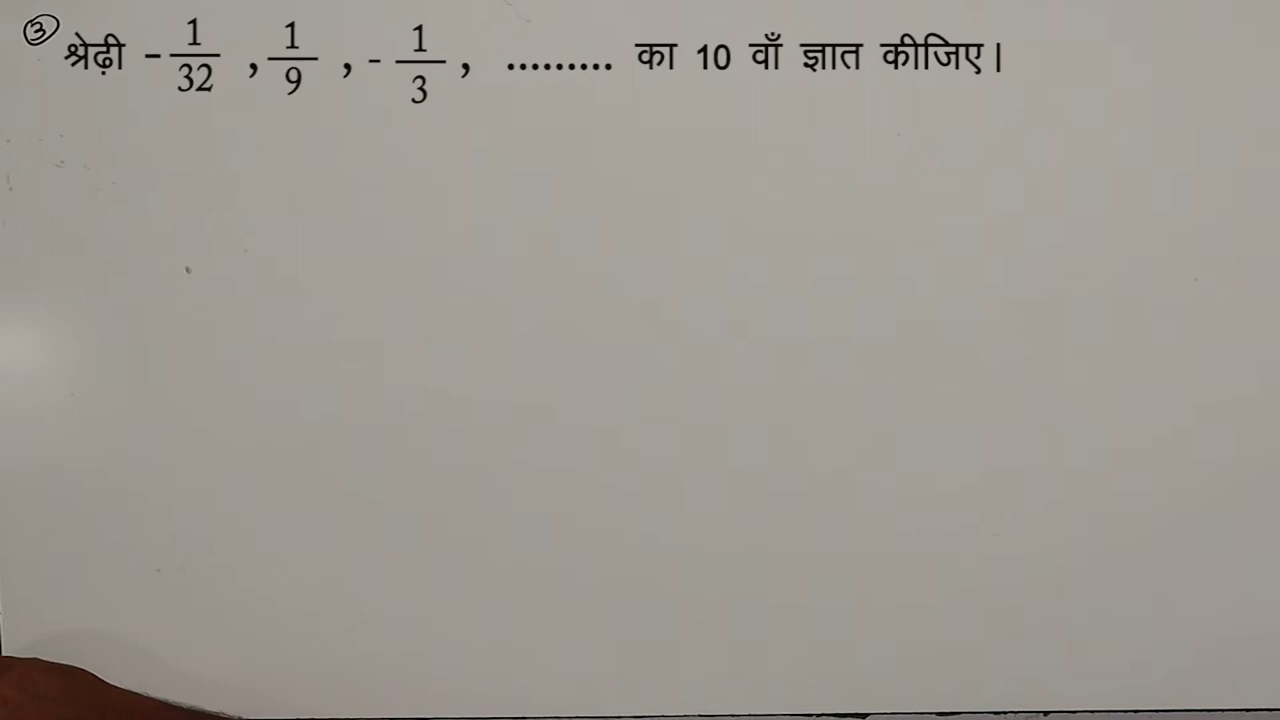 ③ श्रेढ़ी -1/32 , 1/9 , -1/3 , ......... का 10 वाँ ज्ञात कीजिए।